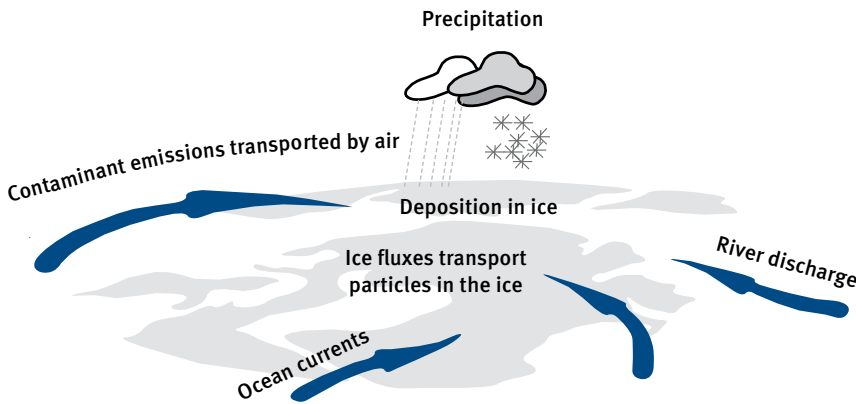 Precipitation
Contaminant emissions transported by air
Deposition in ice
Ice fluxes transport
particles in the ice
River discharge
Ocean currents